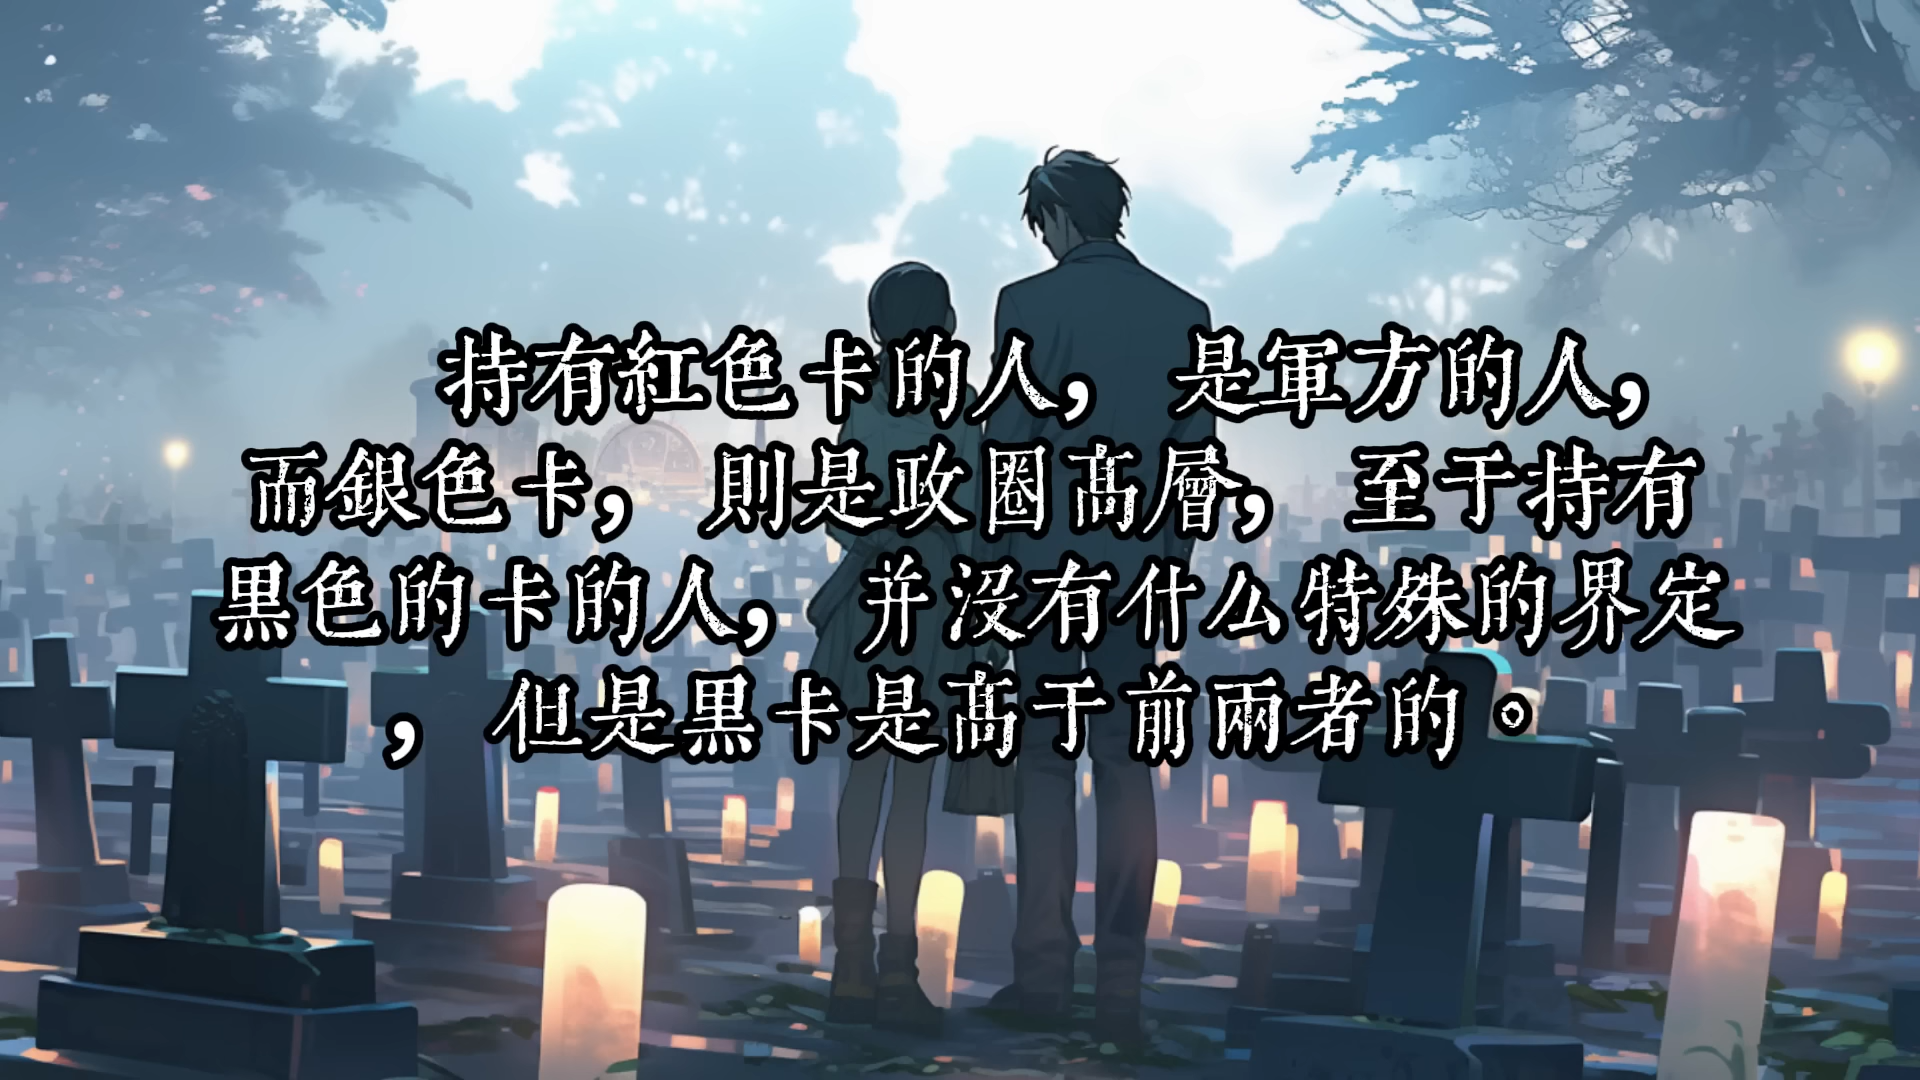 持有紅色卡的人，是軍方的人，
而銀色卡，則是政圈高層，至于持有
黑色的卡的人，并沒有什么特殊的界定
，但是黑卡是高于前兩者的。